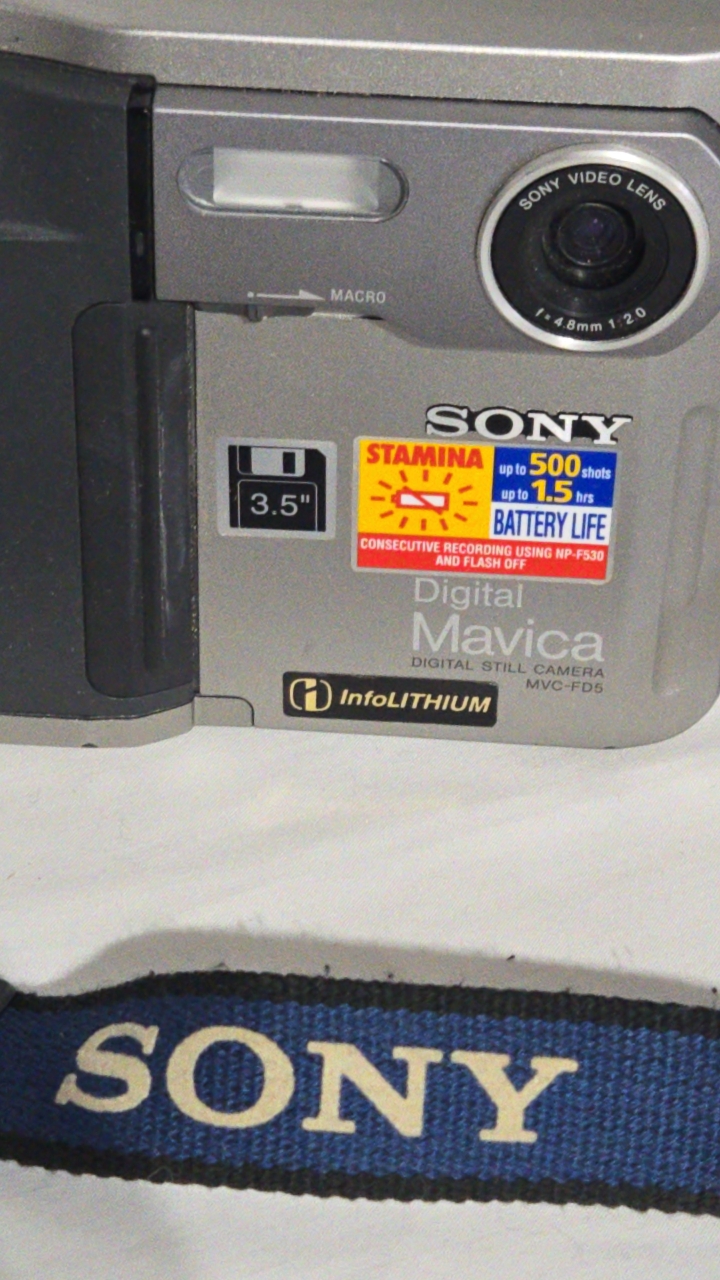 SONY VIDEO LENS
f=4.8mm 1:2.0
MACRO
SONY
3.5"
STAMINA
up to 500 shots
up to 1.5 hrs
BATTERY LIFE
CONSECUTIVE RECORDING USING NP-F530
AND FLASH OFF
Digital
Mavica
DIGITAL STILL CAMERA
MVC-FD5
i InfoLITHIUM
SONY